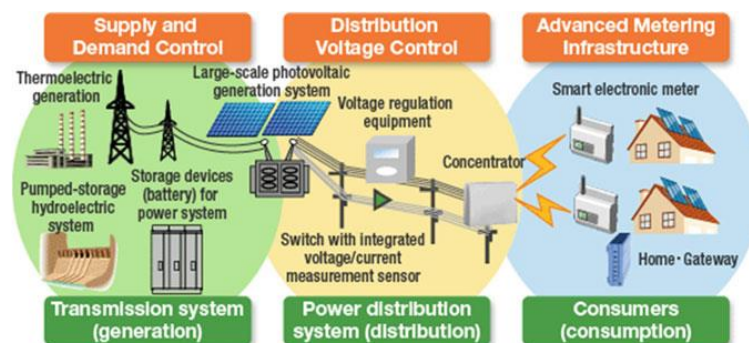 Supply and
Demand Control
Distribution
Voltage Control
Advanced Metering
Infrastructure
Thermoelectric
generation
Large-scale photovoltaic
generation system
Voltage regulation
equipment
Smart electronic meter
Concentrator
Pumped-storage
hydroelectric
system
Storage devices
(battery) for
power system
Switch with integrated
voltage/current
measurement sensor
Home・Gateway
Transmission system
(generation)
Power distribution
system (distribution)
Consumers
(consumption)